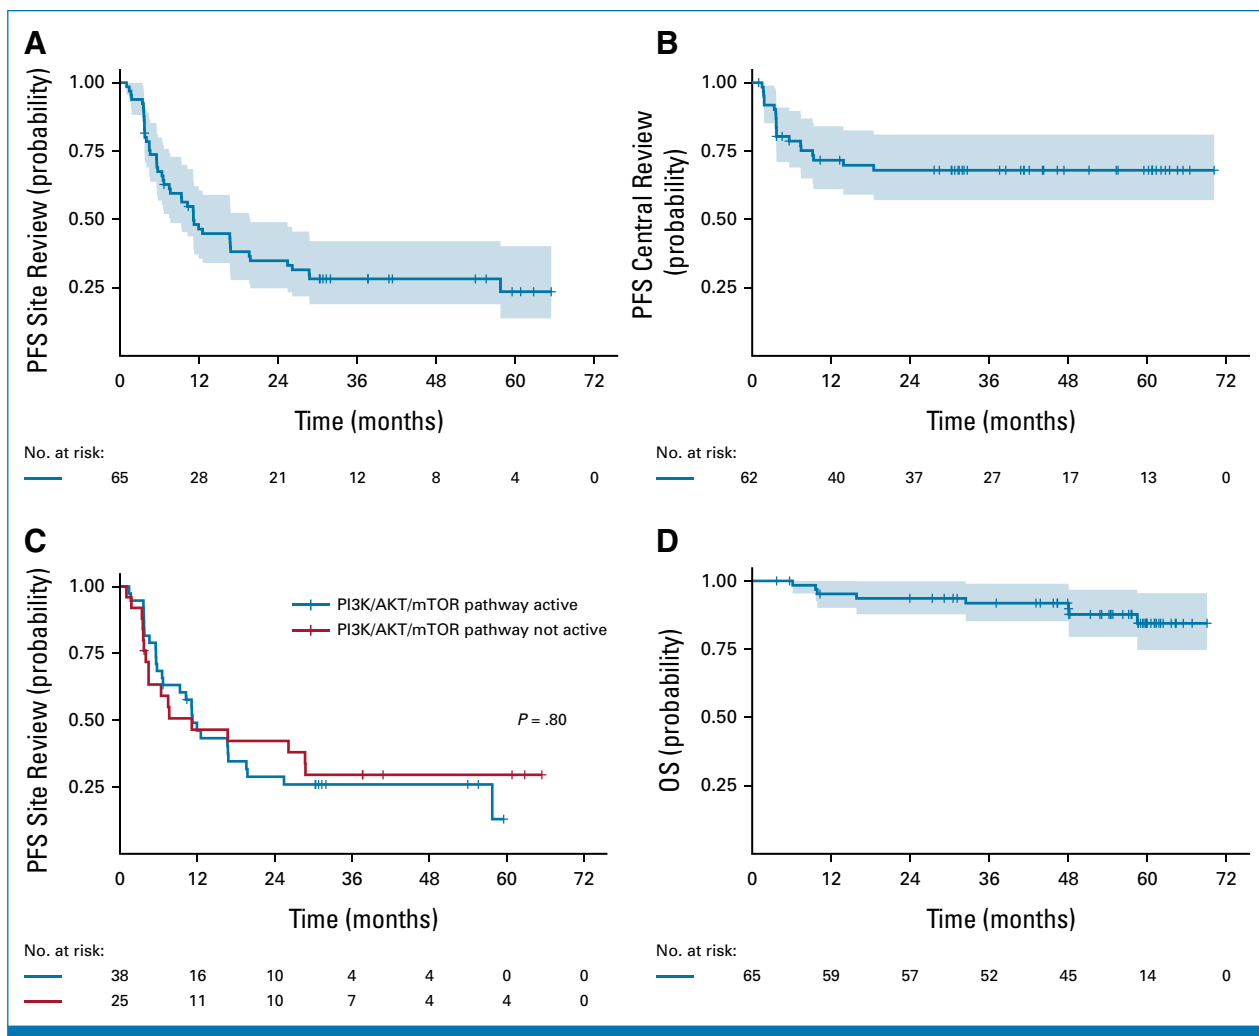 A
PFS Site Review (probability)
1.00
0.75
0.50
0.25
0 12 24 36 48 60 72
Time (months)
No. at risk:
65 28 21 12 8 4 0
B
PFS Central Review
(probability)
1.00
0.75
0.50
0.25
0 12 24 36 48 60 72
Time (months)
No. at risk:
62 40 37 27 17 13 0
C
PFS Site Review (probability)
1.00
0.75
0.50
0.25
PI3K/AKT/mTOR pathway active
PI3K/AKT/mTOR pathway not active
P = .80
0 12 24 36 48 60 72
Time (months)
No. at risk:
38 16 10 4 4 0 0
25 11 10 7 4 4 0
D
OS (probability)
1.00
0.75
0.50
0.25
0 12 24 36 48 60 72
Time (months)
No. at risk:
65 59 57 52 45 14 0